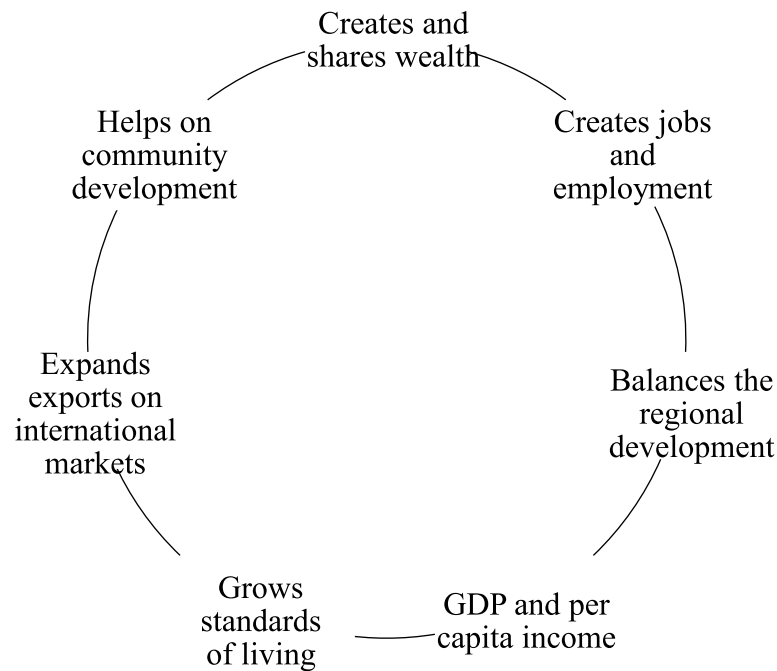 Creates and
shares wealth
Creates jobs
and
employment
Balances the
regional
development
GDP and per
capita income
Grows
standards
of living
Expands
exports on
international
markets
Helps on
community
development